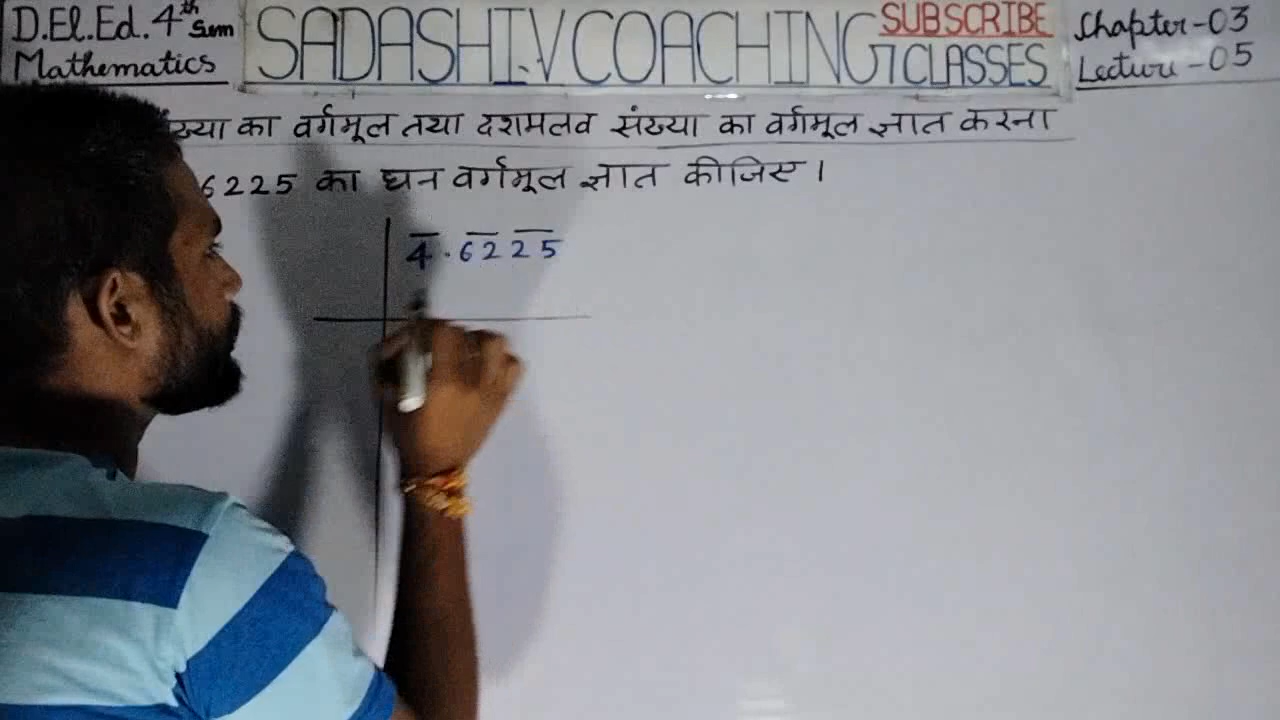 D.El.Ed. 4th Sem
Mathematics
SADASHIV COACHING CLASSES
SUBSCRIBE
Chapter-03
Lecture-05
का वर्गमूल तथा दशमलव संख्या का वर्गमूल ज्ञात करना
6225 का घन वर्गमूल ज्ञात कीजिए।
4.6225